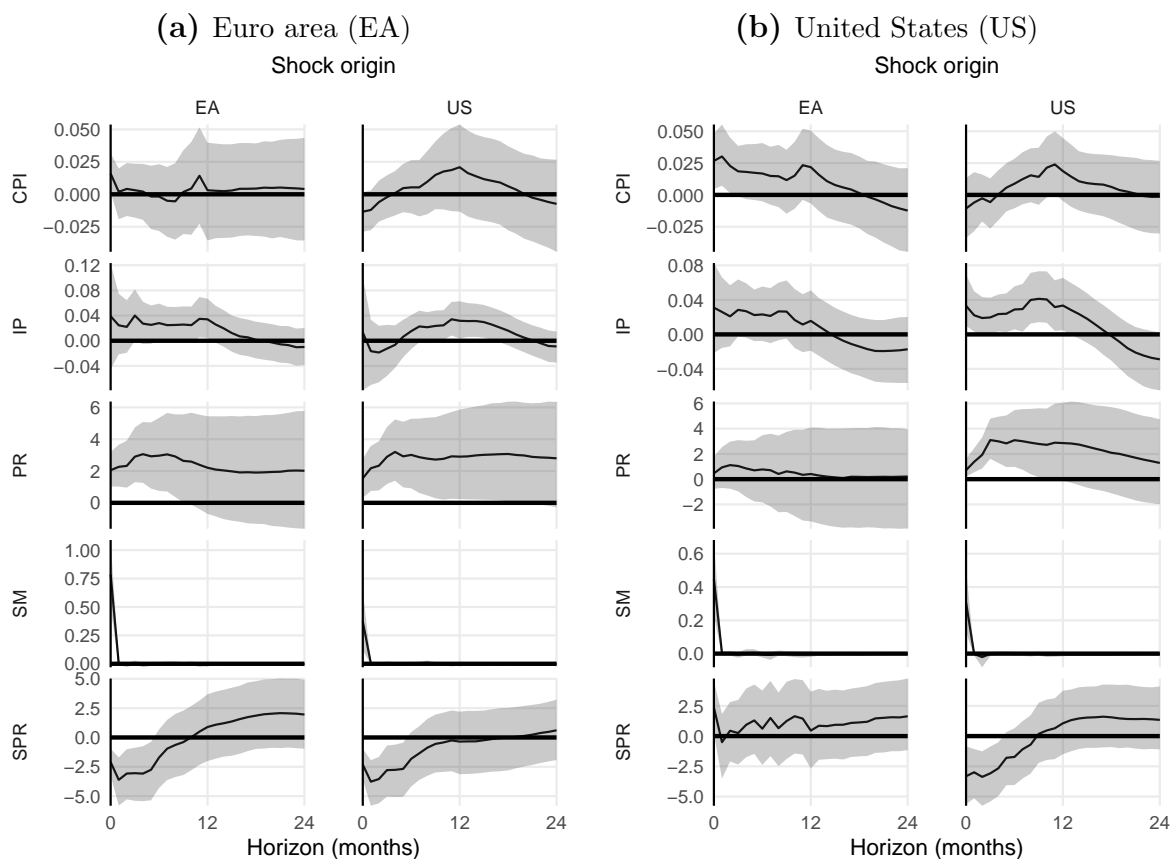 (a) Euro area (EA)
Shock origin
EA
US
CPI
0.050
0.025
0.000
−0.025
IP
0.12
0.08
0.04
0.00
−0.04
PR
6
4
2
0
SM
1.00
0.75
0.50
0.25
0.00
SPR
5.0
2.5
0.0
−2.5
−5.0
0
12
24
0
12
24
Horizon (months)
(b) United States (US)
Shock origin
EA
US
CPI
0.050
0.025
0.000
−0.025
IP
0.08
0.04
0.00
−0.04
PR
6
4
2
0
−2
SM
0.6
0.4
0.2
0.0
SPR
2.5
0.0
−2.5
−5.0
0
12
24
0
12
24
Horizon (months)